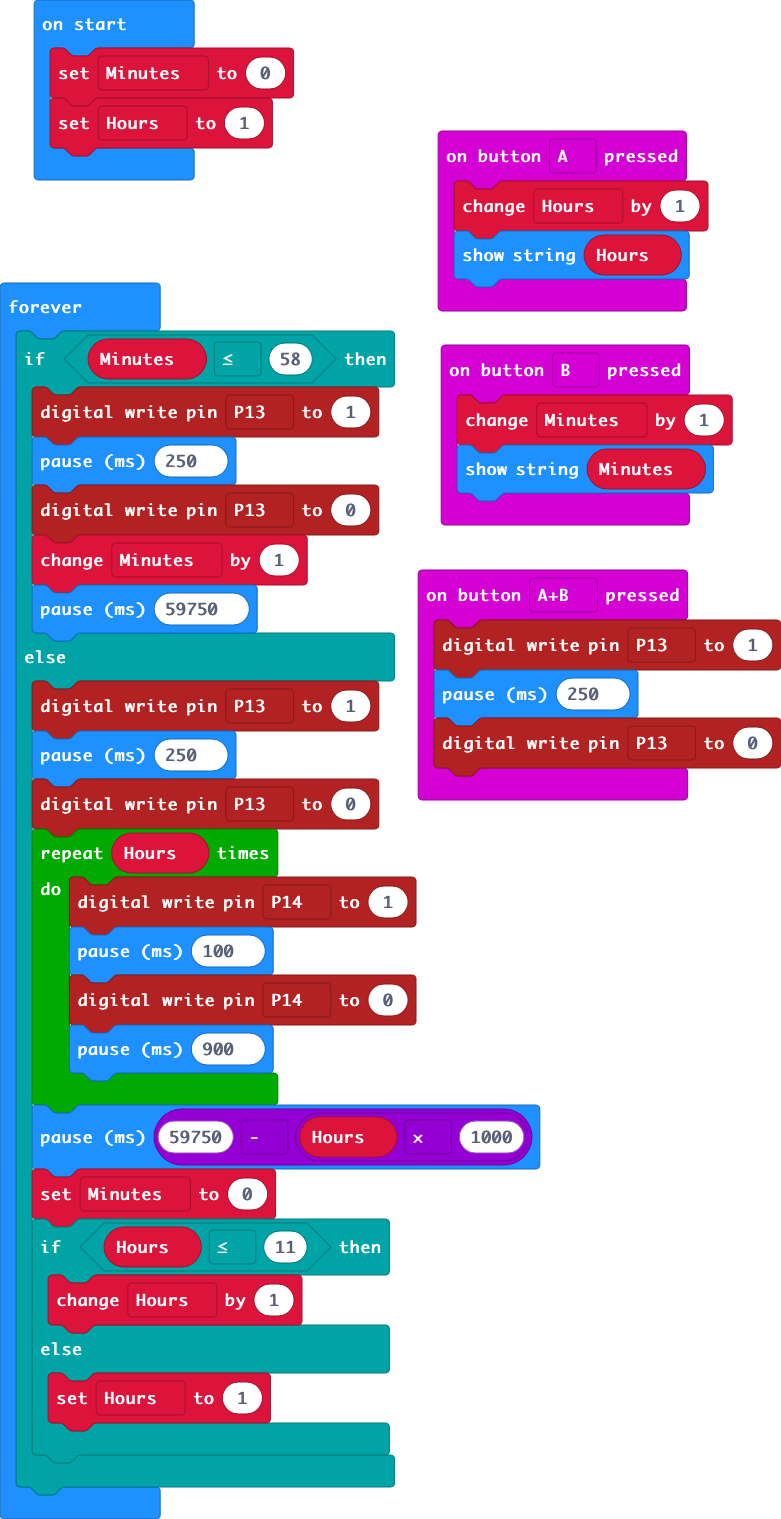 on start
set Minutes to 0
set Hours to 1
on button A pressed
change Hours by 1
show string Hours
forever
if Minutes ≤ 58 then
digital write pin P13 to 1
pause (ms) 250
digital write pin P13 to 0
change Minutes by 1
pause (ms) 59750
else
digital write pin P13 to 1
pause (ms) 250
digital write pin P13 to 0
repeat Hours times
do
digital write pin P14 to 1
pause (ms) 100
digital write pin P14 to 0
pause (ms) 900
pause (ms) 59750 - Hours × 1000
set Minutes to 0
if Hours ≤ 11 then
change Hours by 1
else
set Hours to 1
on button B pressed
change Minutes by 1
show string Minutes
on button A+B pressed
digital write pin P13 to 1
pause (ms) 250
digital write pin P13 to 0